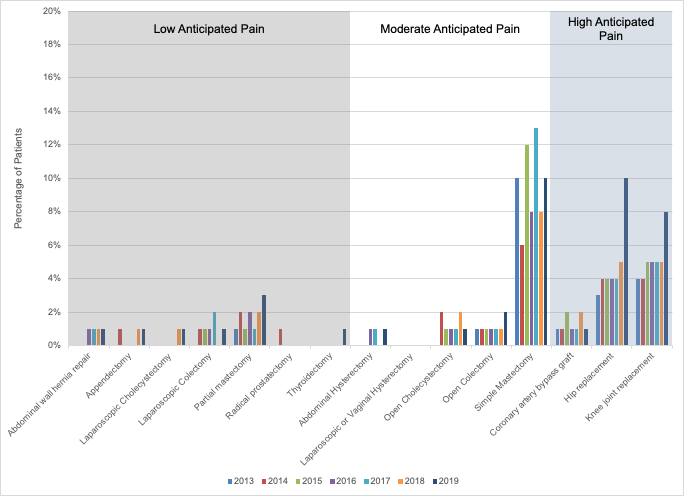 Low Anticipated Pain
Moderate Anticipated Pain
High Anticipated
Pain
20%
18%
16%
14%
12%
10%
8%
6%
4%
2%
0%
Percentage of Patients
Abdominal wall hernia repair
Appendectomy
Laparoscopic Cholecystectomy
Laparoscopic Colectomy
Partial mastectomy
Radical prostatectomy
Thyroidectomy
Abdominal Hysterectomy
Laparoscopic or Vaginal Hysterectomy
Open Cholecystectomy
Open Colectomy
Simple Mastectomy
Coronary artery bypass graft
Hip replacement
Knee joint replacement
2013 2014 2015 2016 2017 2018 2019